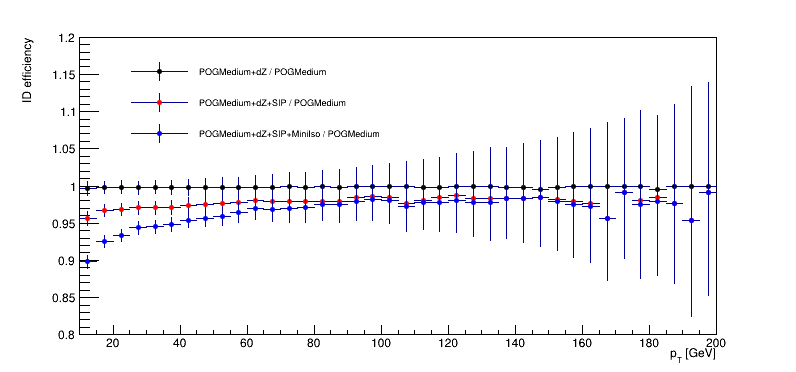 ID efficiency
1.2
1.15
1.1
1.05
1
0.95
0.9
0.85
0.8
POGMedium+dZ / POGMedium
POGMedium+dZ+SIP / POGMedium
POGMedium+dZ+SIP+MiniIso / POGMedium
20 40 60 80 100 120 140 160 180 200
p_T [GeV]